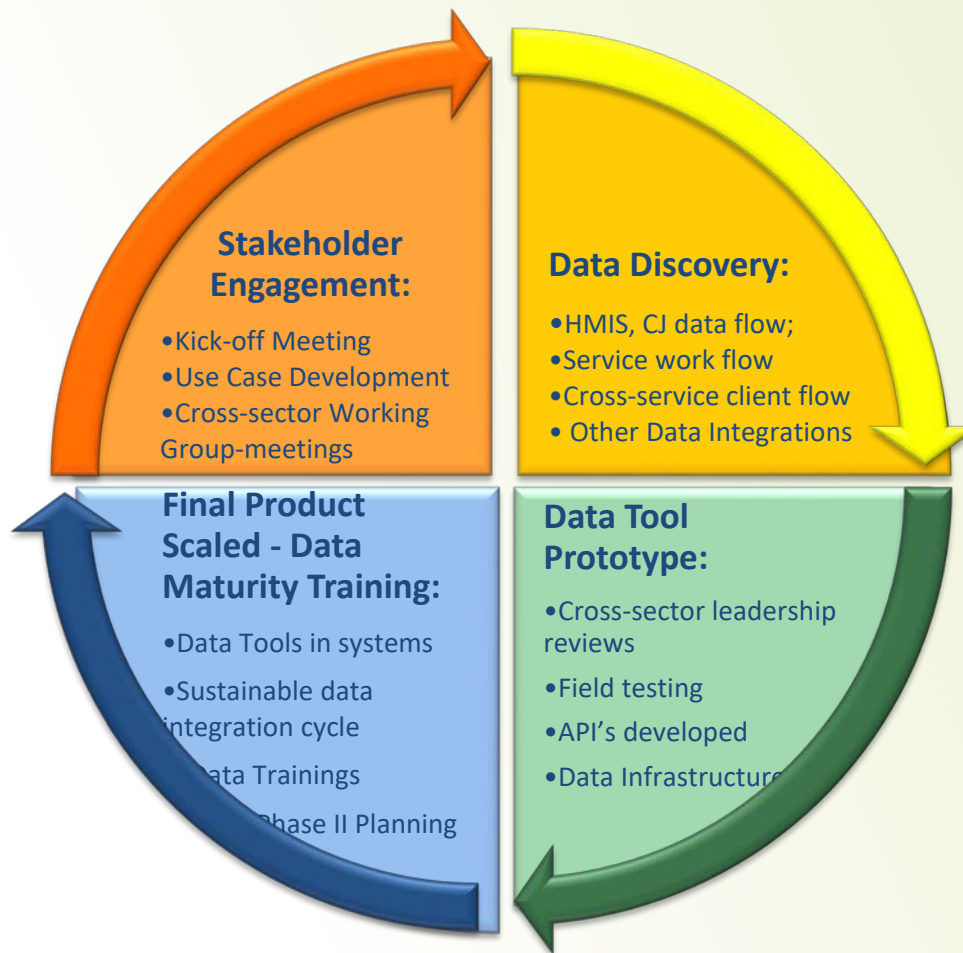 Stakeholder
Engagement:
•Kick-off Meeting
•Use Case Development
•Cross-sector Working
Group-meetings
Data Discovery:
•HMIS, CJ data flow;
•Service work flow
•Cross-service client flow
• Other Data Integrations
Data Tool
Prototype:
•Cross-sector leadership
reviews
•Field testing
•API’s developed
•Data Infrastructure
Final Product
Scaled - Data
Maturity Training:
•Data Tools in systems
•Sustainable data
integration cycle
Data Trainings
Phase II Planning